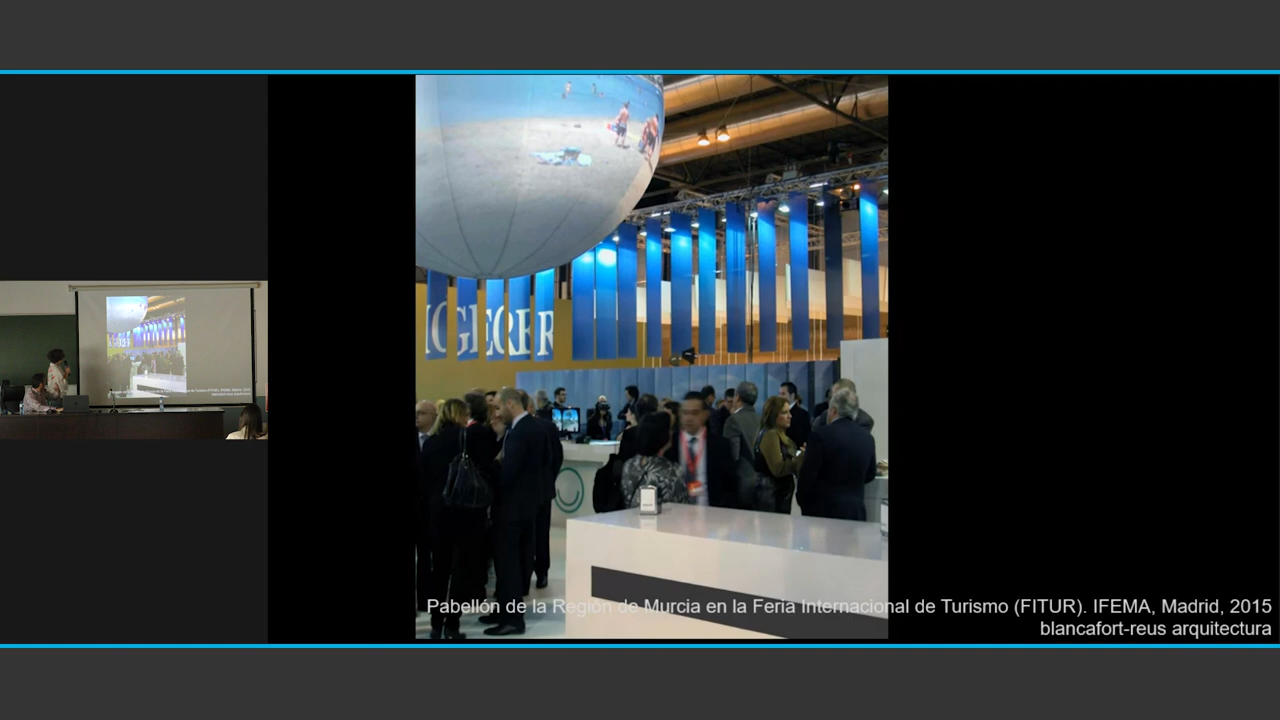 Pabellón de la Región de Murcia en la Feria Internacional de Turismo (FITUR). IFEMA, Madrid, 2015
blancafort-reus arquitectura